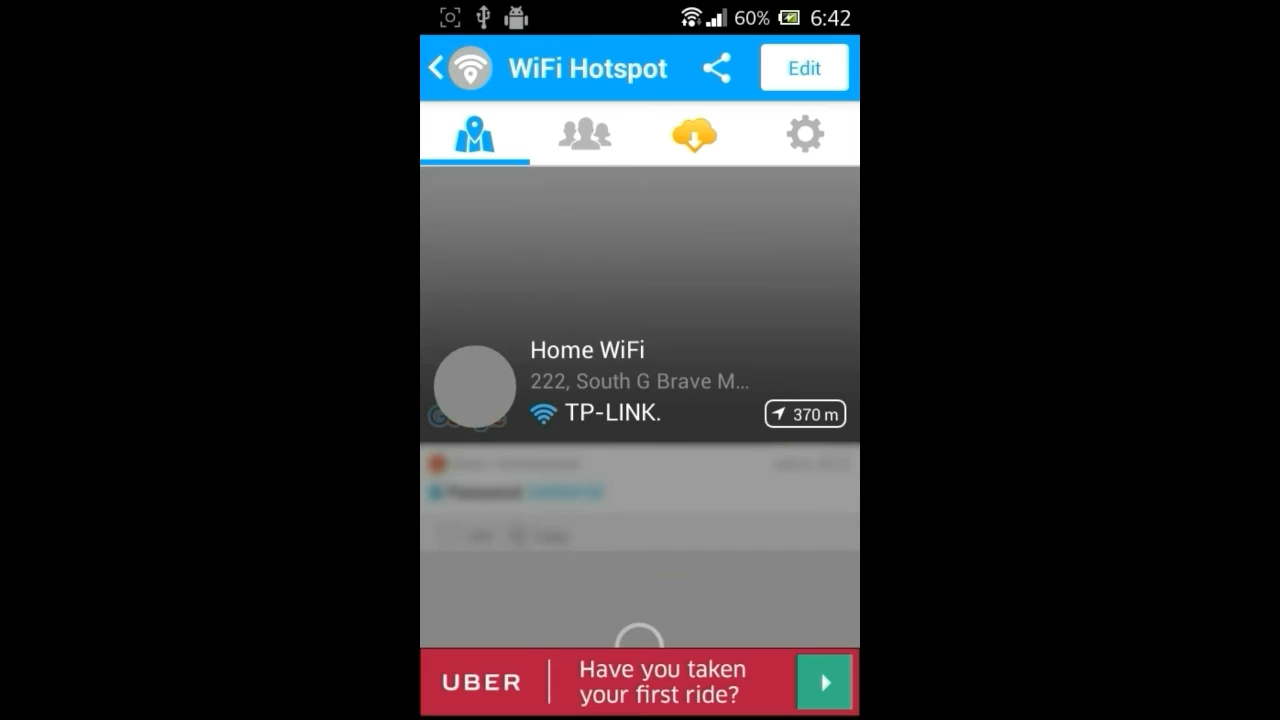 60% 6:42
WiFi Hotspot
Edit
Home WiFi
222, South G Brave M...
TP-LINK.
370 m
Password
UBER
Have you taken
your first ride?